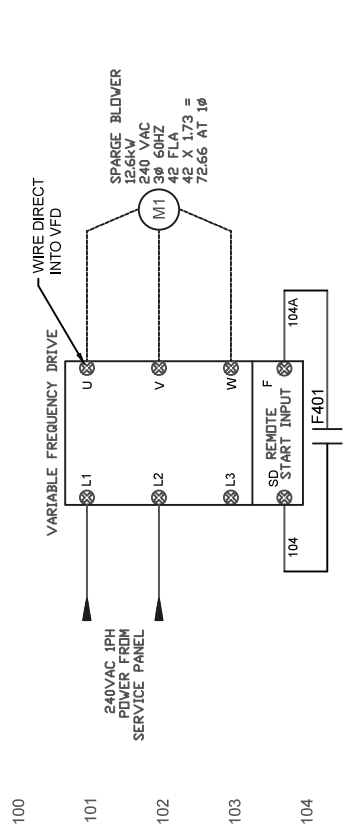 100
101
102
103
104
VARIABLE FREQUENCY DRIVE
WIRE DIRECT
INTO VFD
SPARGE BLOWER
12.6kW
240 VAC
3Ø 60HZ
42 FLA
42 X 1.73 =
72.66 AT 1Ø
M1
240VAC 1PH
POWER FROM
SERVICE PANEL
L1
U
L2
V
L3
W
SD
F
REMOTE
START INPUT
104
104A
F401